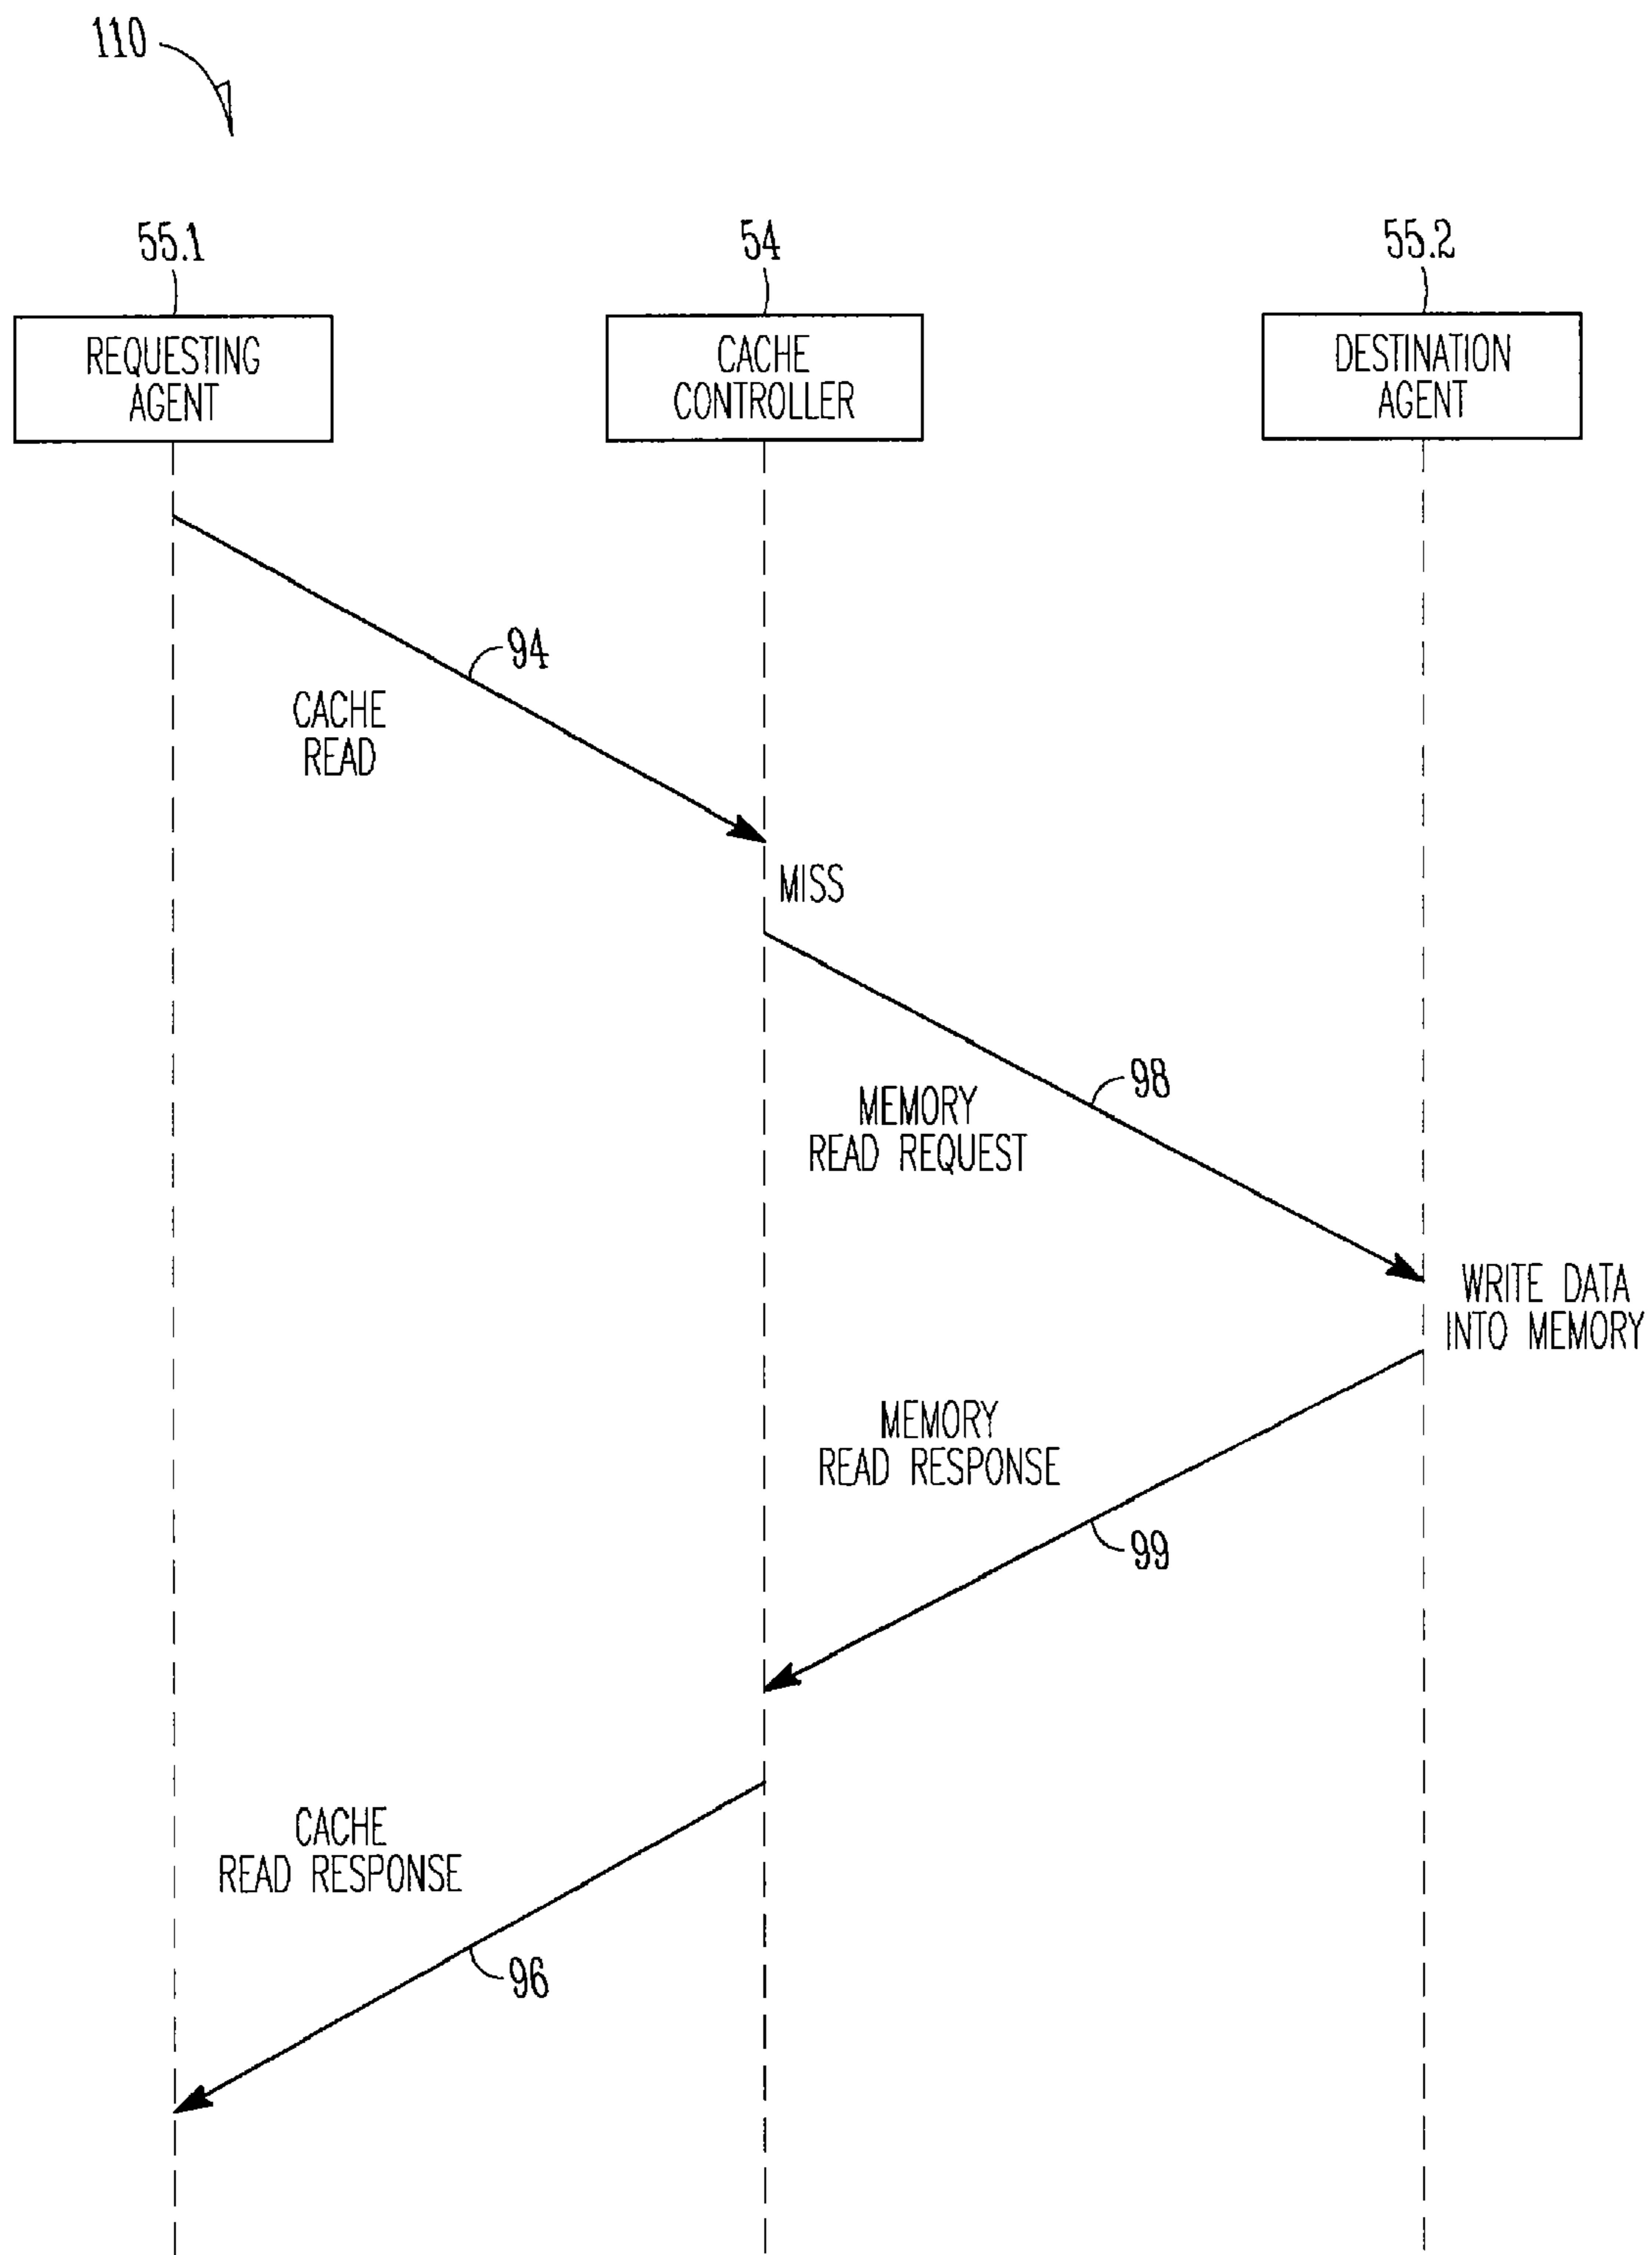 110
55.1
54
55.2
REQUESTING
AGENT
CACHE
CONTROLLER
DESTINATION
AGENT
94
CACHE
READ
MISS
98
MEMORY
READ REQUEST
WRITE DATA
INTO MEMORY
MEMORY
READ RESPONSE
99
CACHE
READ RESPONSE
96